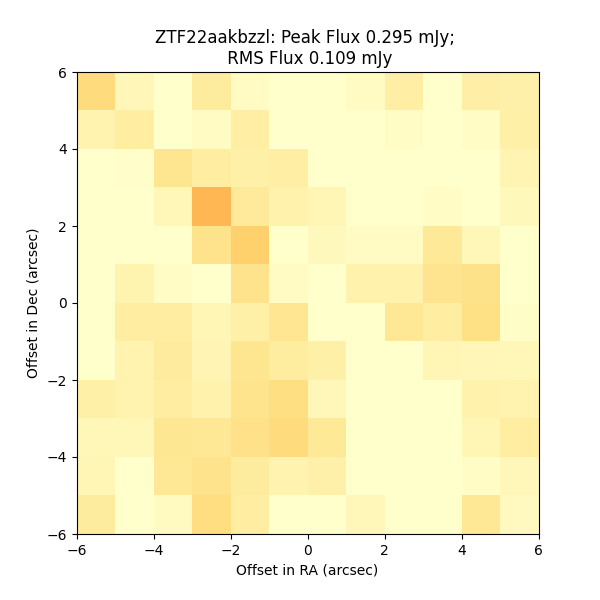 ZTF22aakbzzl: Peak Flux 0.295 mJy;
RMS Flux 0.109 mJy
6
4
2
0
−2
−4
−6
Offset in Dec (arcsec)
−6 −4 −2 0 2 4 6
Offset in RA (arcsec)